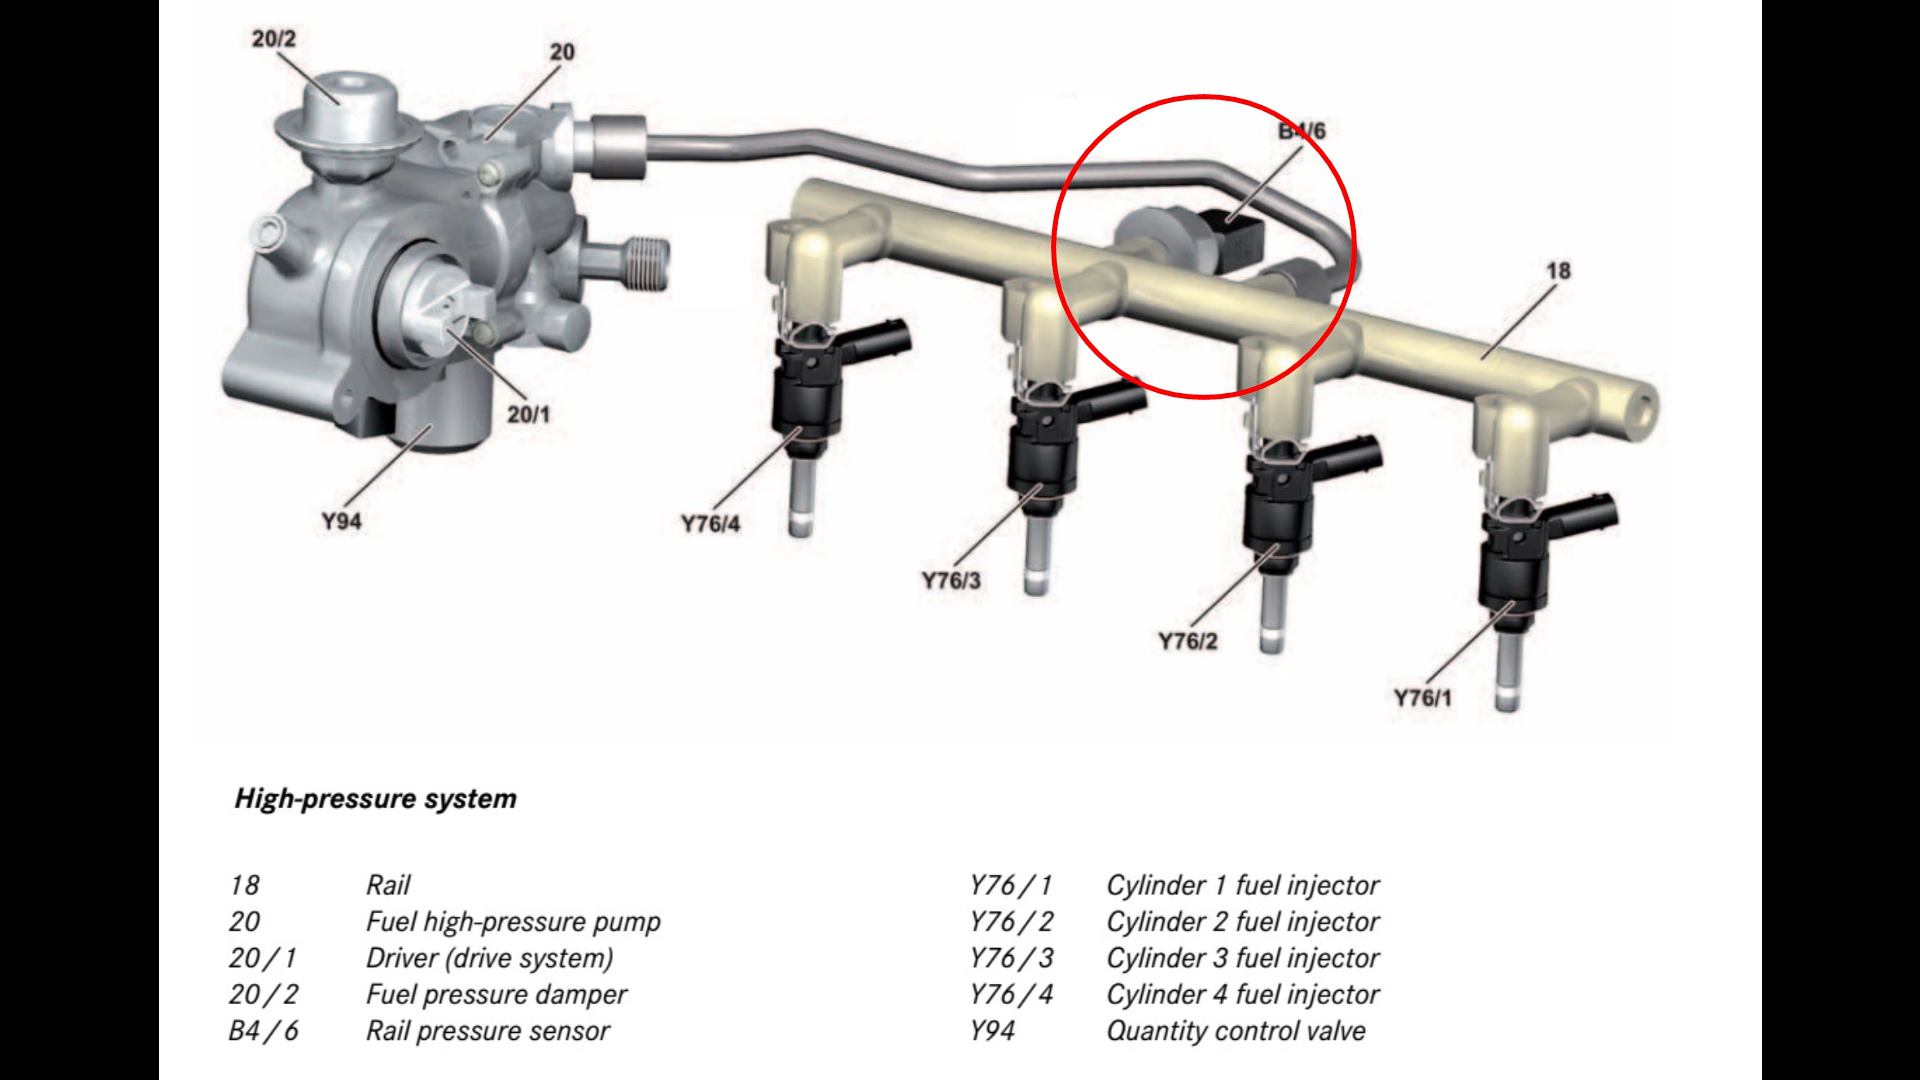 20/2
20
B4/6
18
20/1
Y94
Y76/4
Y76/3
Y76/2
Y76/1
High-pressure system
18 Rail
20 Fuel high-pressure pump
20 / 1 Driver (drive system)
20 / 2 Fuel pressure damper
B4 / 6 Rail pressure sensor
Y76 / 1 Cylinder 1 fuel injector
Y76 / 2 Cylinder 2 fuel injector
Y76 / 3 Cylinder 3 fuel injector
Y76 / 4 Cylinder 4 fuel injector
Y94 Quantity control valve